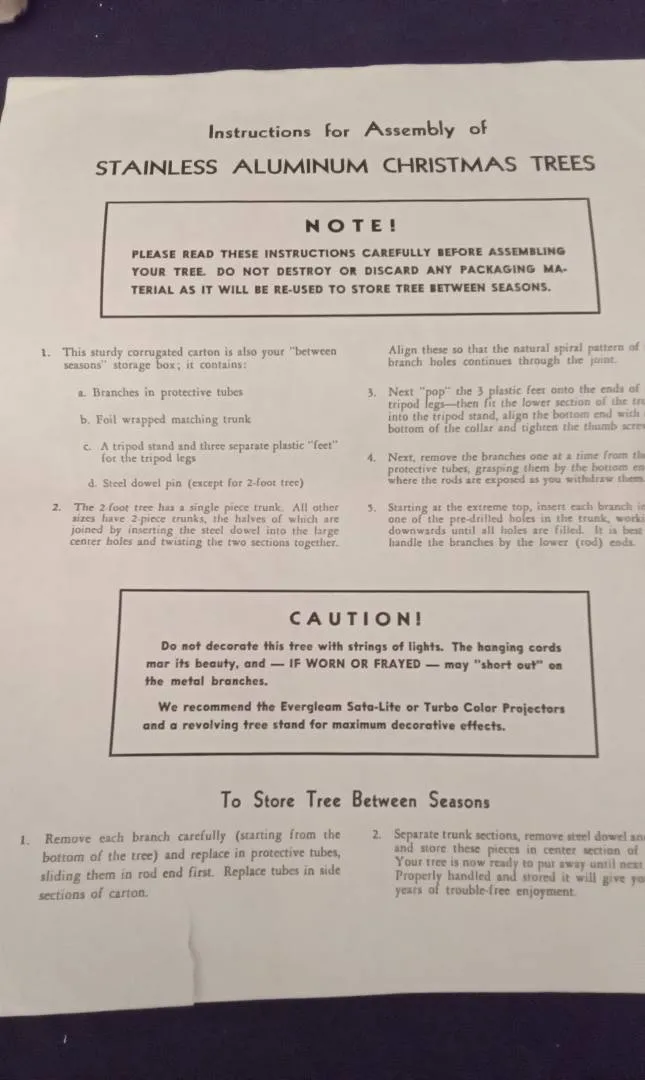 Instructions for Assembly of
STAINLESS ALUMINUM CHRISTMAS TREES
NOTE!
PLEASE READ THESE INSTRUCTIONS CAREFULLY BEFORE ASSEMBLING
YOUR TREE. DO NOT DESTROY OR DISCARD ANY PACKAGING MA-
TERIAL AS IT WILL BE RE-USED TO STORE TREE BETWEEN SEASONS.
1. This sturdy corrugated carton is also your "between
seasons" storage box; it contains:
a. Branches in protective tubes
b. Foil wrapped matching trunk
c. A tripod stand and three separate plastic "feet"
for the tripod legs
d. Steel dowel pin (except for 2-foot tree)
2. The 2-foot tree has a single piece trunk. All other
sizes have 2-piece trunks, the halves of which are
joined by inserting the steel dowel into the large
center holes and twisting the two sections together.
Align these so that the natural spiral pattern of
branch holes continues through the joint.
3. Next "pop" the 3 plastic feet onto the ends of
tripod legs—then fit the lower section of the
into the tripod stand, align the bottom end with
bottom of the collar and tighten the thumb
4. Next, remove the branches one at a time from
protective tubes, grasping them by the bottom
where the rods are exposed as you withdraw them.
5. Starting at the extreme top, insert each branch
one of the pre-drilled holes in the trunk,
downwards until all holes are filled. It is best
handle the branches by the lower (rod) ends.
CAUTION!
Do not decorate this tree with strings of lights. The hanging cords
mar its beauty, and — IF WORN OR FRAYED — may "short out" on
the metal branches.
We recommend the Evergleam Sata-Lite or Turbo Color Projectors
and a revolving tree stand for maximum decorative effects.
To Store Tree Between Seasons
1. Remove each branch carefully (starting from the
bottom of the tree) and replace in protective tubes,
sliding them in rod end first. Replace tubes in side
sections of carton.
2. Separate trunk sections, remove steel dowel
and store these pieces in center section of
Your tree is now ready to put away until next
Properly handled and stored it will give
years of trouble-free enjoyment.